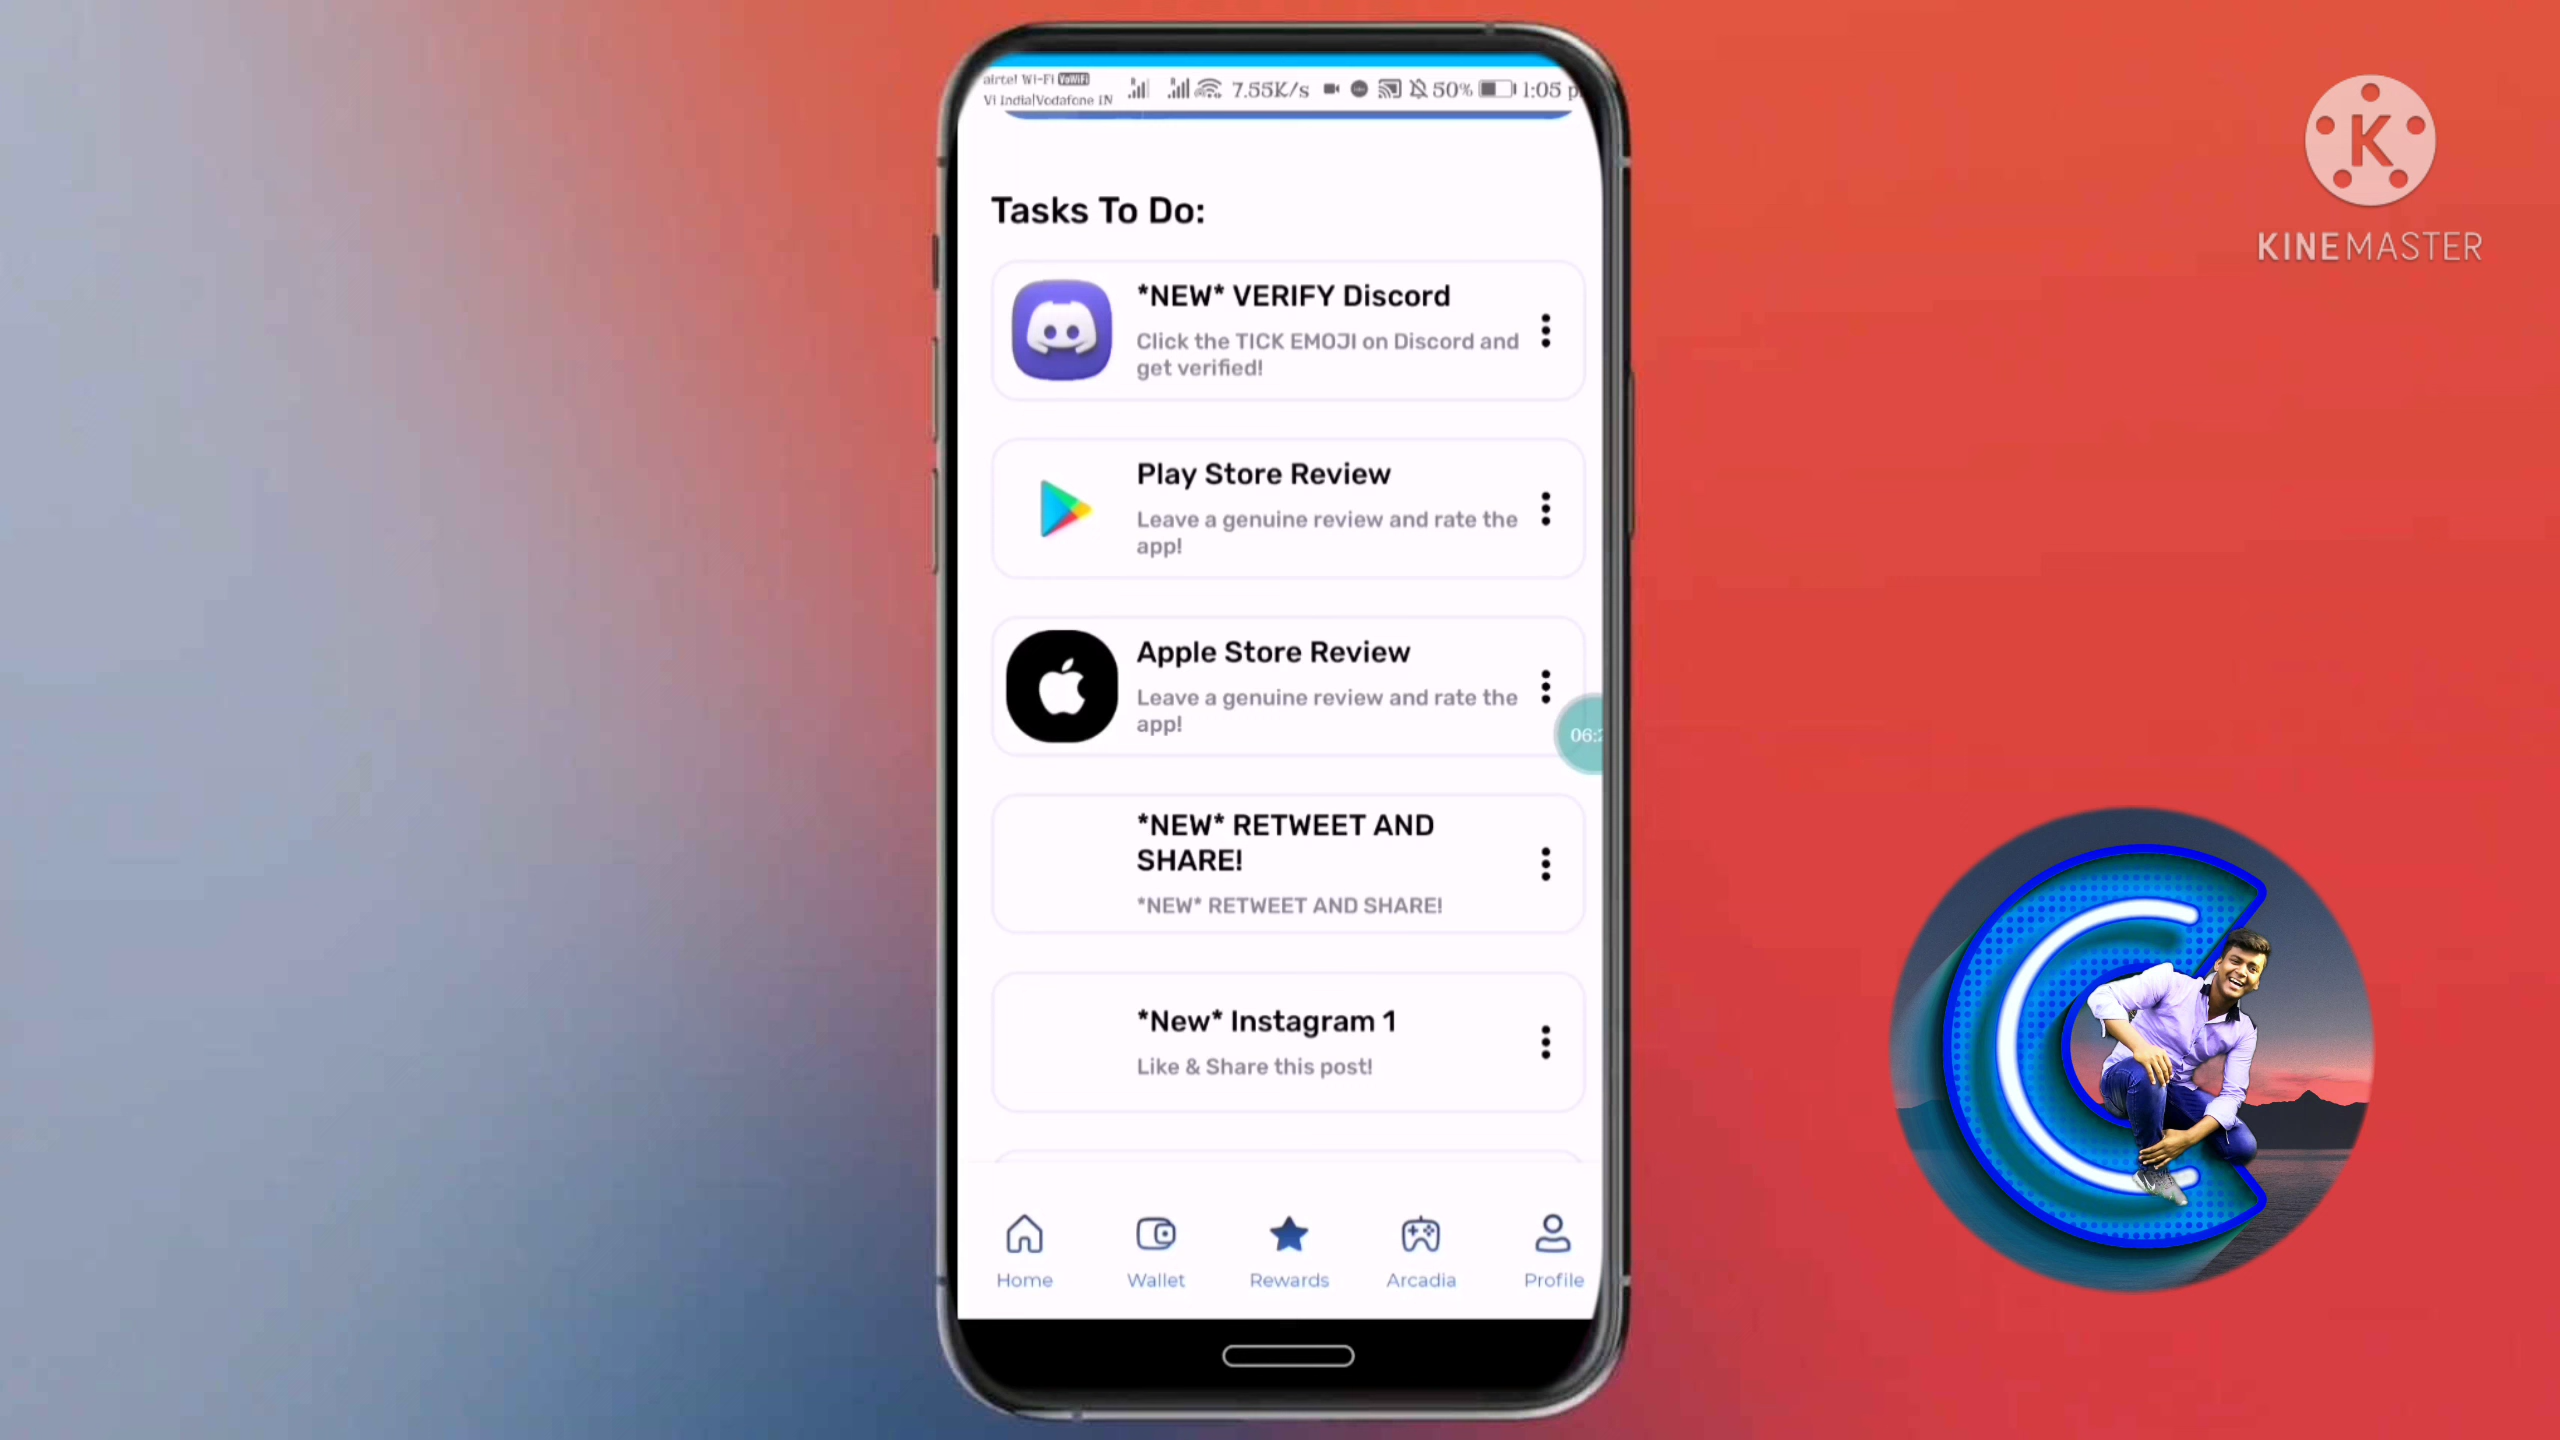 airtel Wi-Fi VoWiFi
Vi India|Vodafone IN
7.55K/s 50% 1:05 p
Tasks To Do:
*NEW* VERIFY Discord
Click the TICK EMOJI on Discord and
get verified!
Play Store Review
Leave a genuine review and rate the
app!
Apple Store Review
Leave a genuine review and rate the
app!
06:2
*NEW* RETWEET AND
SHARE!
*NEW* RETWEET AND SHARE!
*New* Instagram 1
Like & Share this post!
Home Wallet Rewards Arcadia Profile
K
KINEMASTER
C